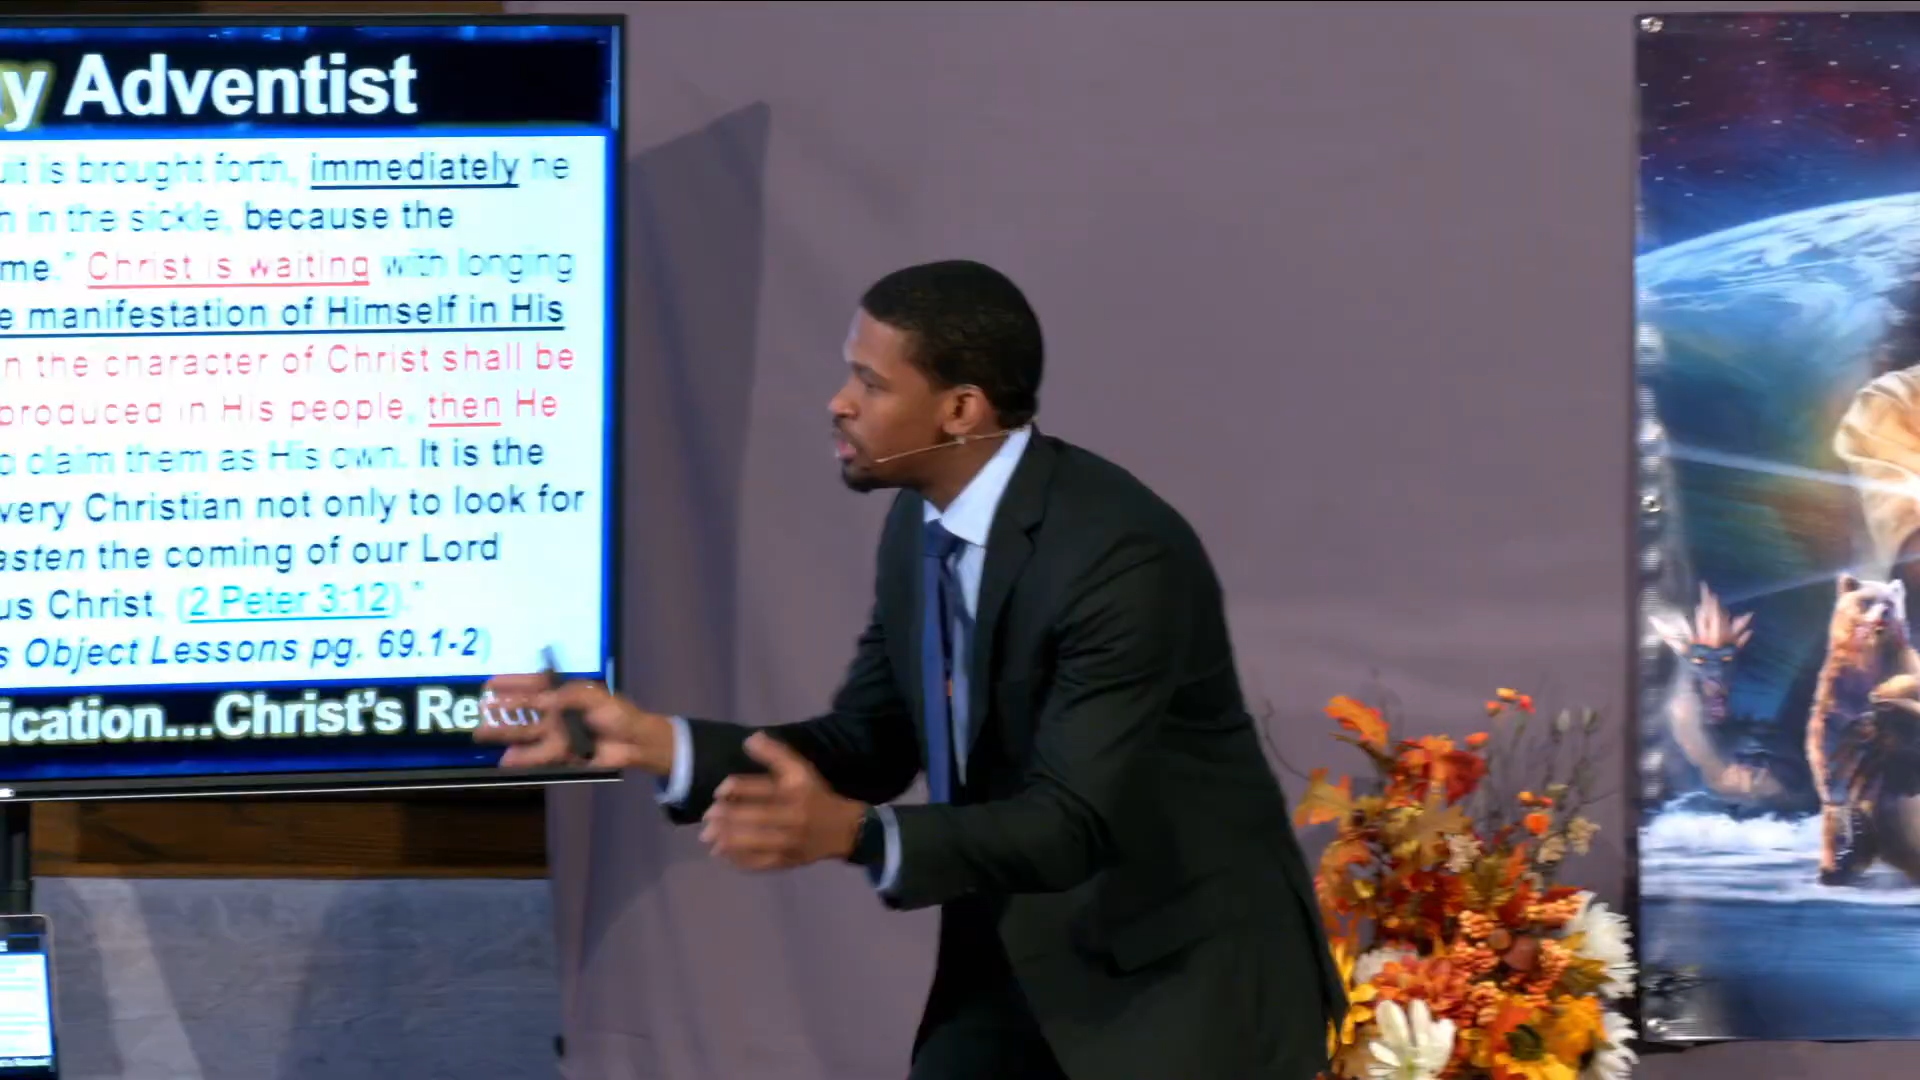 y Adventist
uit is brought forth, immediately he
h in the sickle, because the
me." Christ is waiting with longing
e manifestation of Himself in His
n the character of Christ shall be
produced in His people, then He
o claim them as His own. It is the
very Christian not only to look for
asten the coming of our Lord
us Christ, (2 Peter 3:12)."
s Object Lessons pg. 69.1-2)
ication...Christ's Return